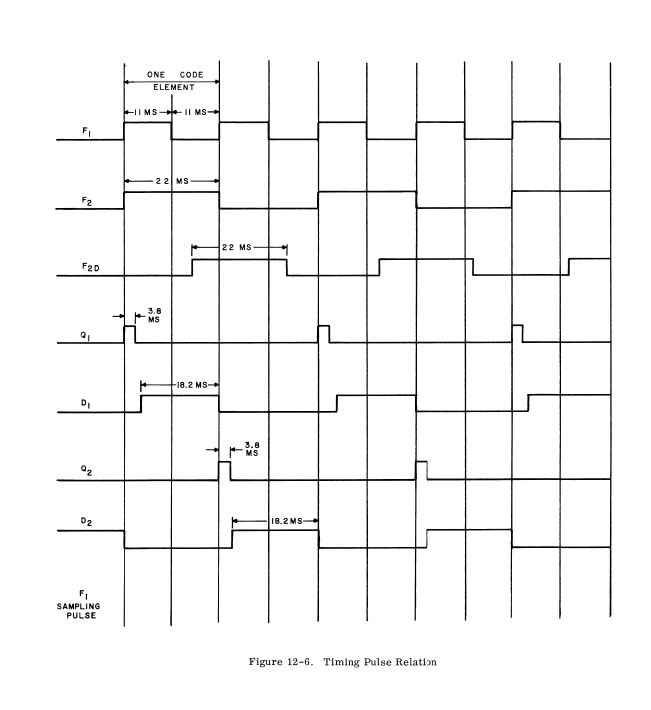 ONE CODE
ELEMENT
11 MS 11 MS
F1
22 MS
F2
22 MS
F2D
3.8
MS
Q1
18.2 MS
D1
3.8
MS
Q2
18.2 MS
D2
F1
SAMPLING
PULSE
Figure 12-6. Timing Pulse Relation